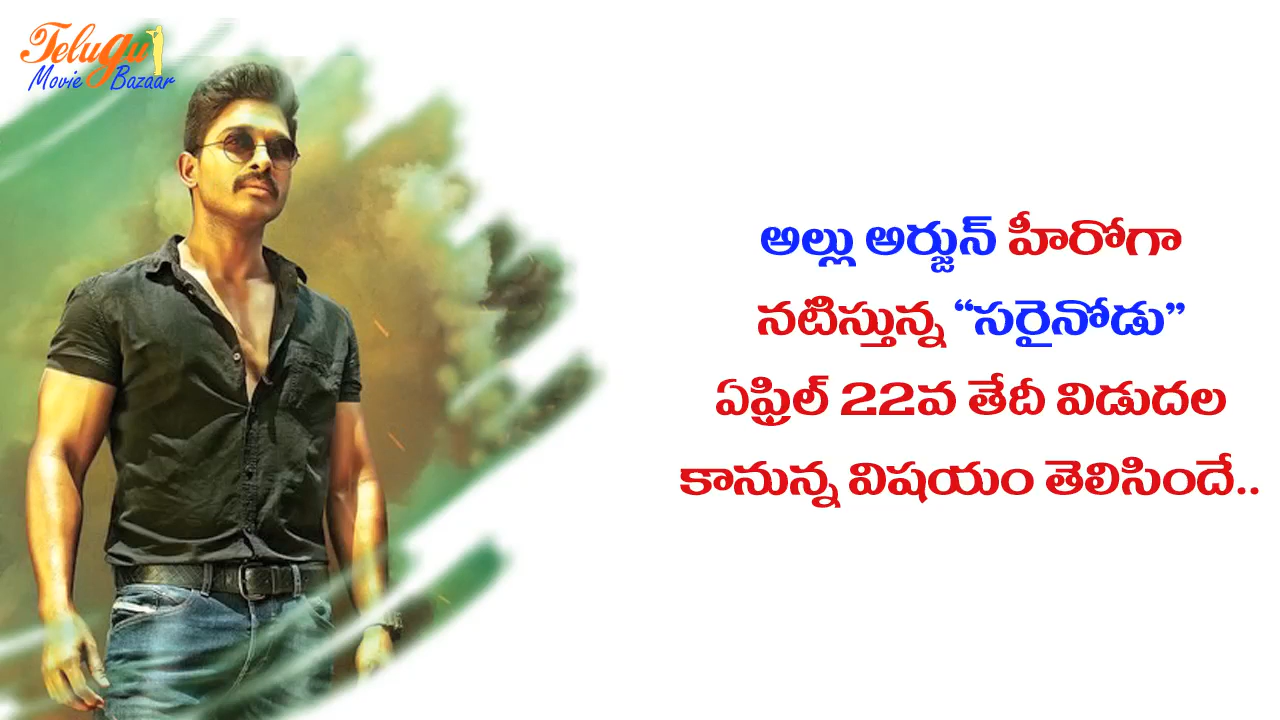 Telugu
Movie Bazaar
అల్లు అర్జున్ హీరోగా
నటిస్తున్న “సరైనోడు”
ఏప్రిల్ 22వ తేదీ విడుదల
కానున్న విషయం తెలిసిందే..